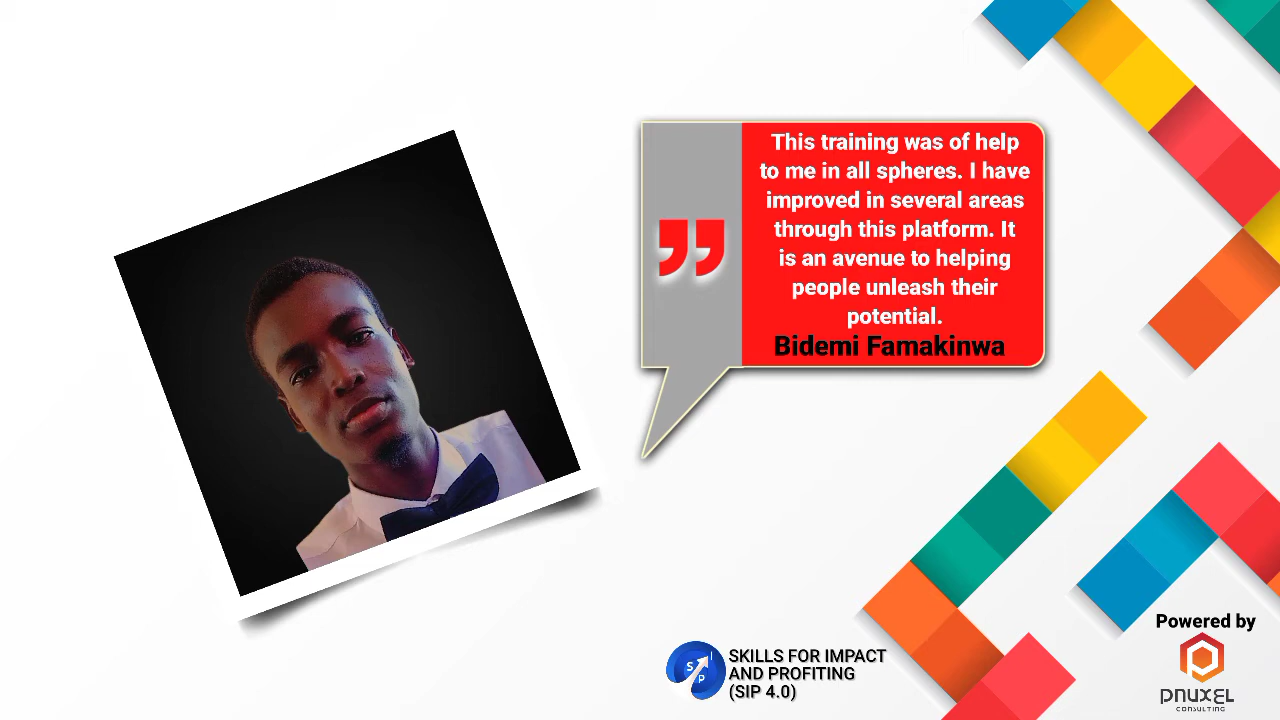 This training was of help
to me in all spheres. I have
improved in several areas
through this platform. It
is an avenue to helping
people unleash their
potential.
Bidemi Famakinwa
S I
P
SKILLS FOR IMPACT
AND PROFITING
(SIP 4.0)
Powered by
PNUXEL
CONSULTING